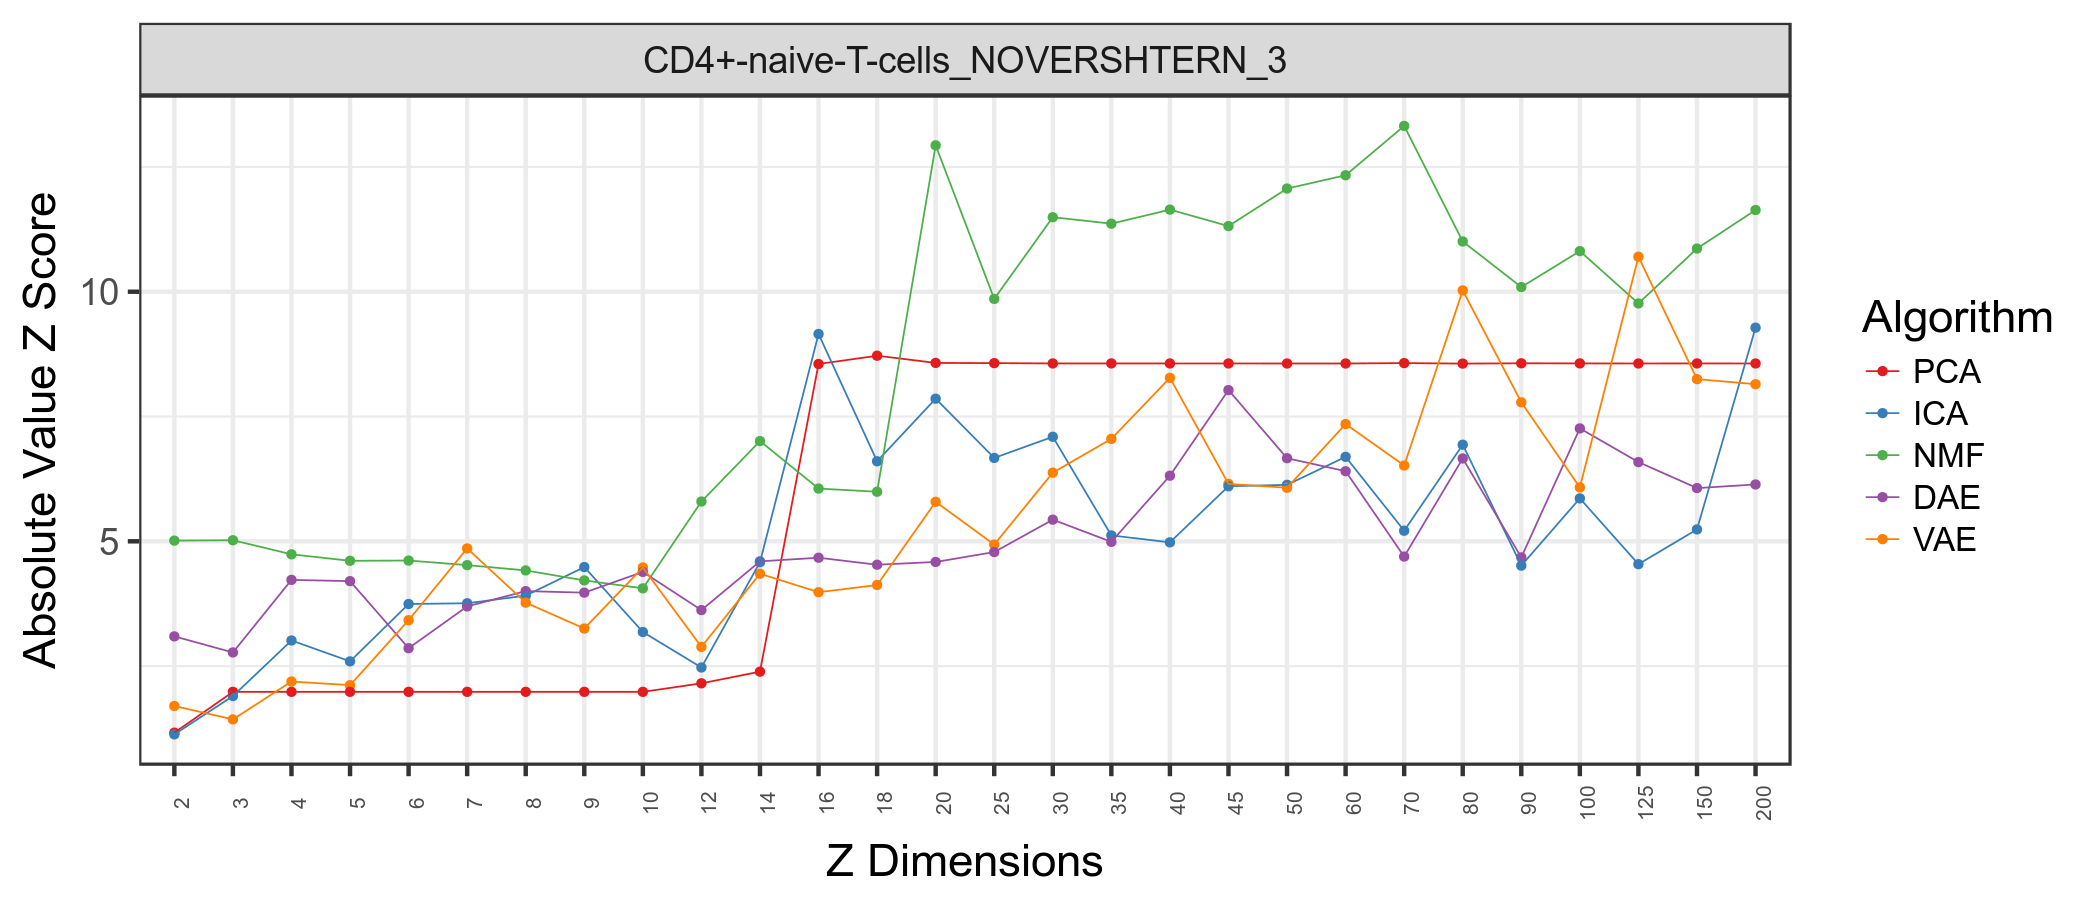 CD4+-naive-T-cells_NOVERSHTERN_3
Absolute Value Z Score
10
5
2 3 4 5 6 7 8 9 10 12 14 16 18 20 25 30 35 40 45 50 60 70 80 90 100 125 150 200
Z Dimensions
Algorithm
PCA
ICA
NMF
DAE
VAE